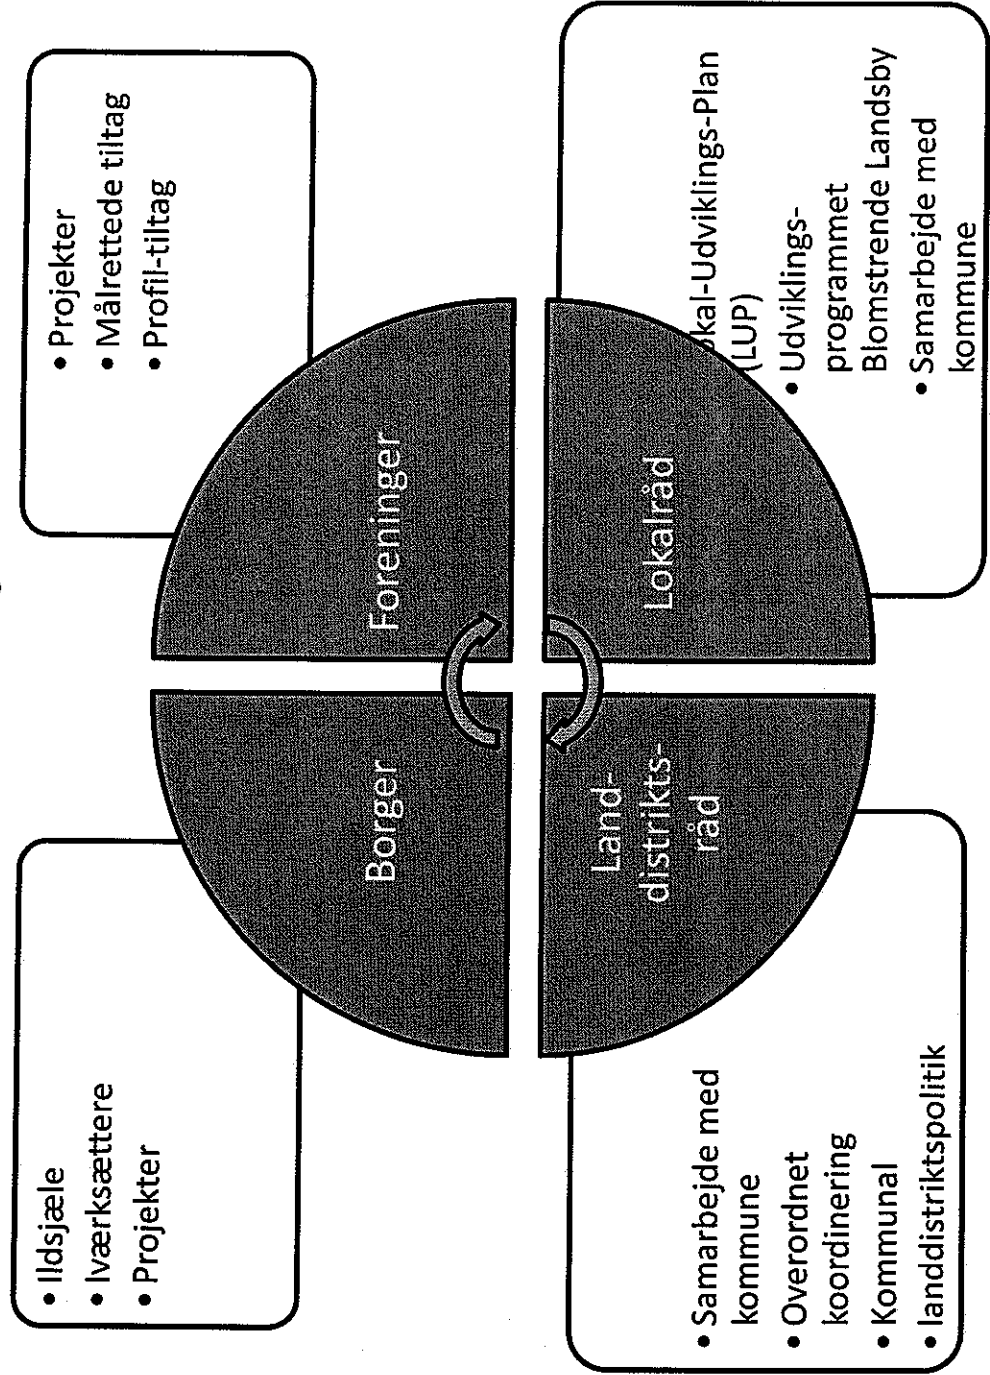 • Ildsjæle
• Iværksættere
• Projekter
• Projekter
• Målrettede tiltag
• Profil-tiltag
Borger
Foreninger
Land-
distrikts-
råd
Lokalråd
• Samarbejde med
kommune
• Overordnet
koordinering
• Kommunal
• landdistriktspolitik
okal-Udviklings-Plan
(LUP)
• Udviklings-
programmet
Blomstrende Landsby
• Samarbejde med
kommune